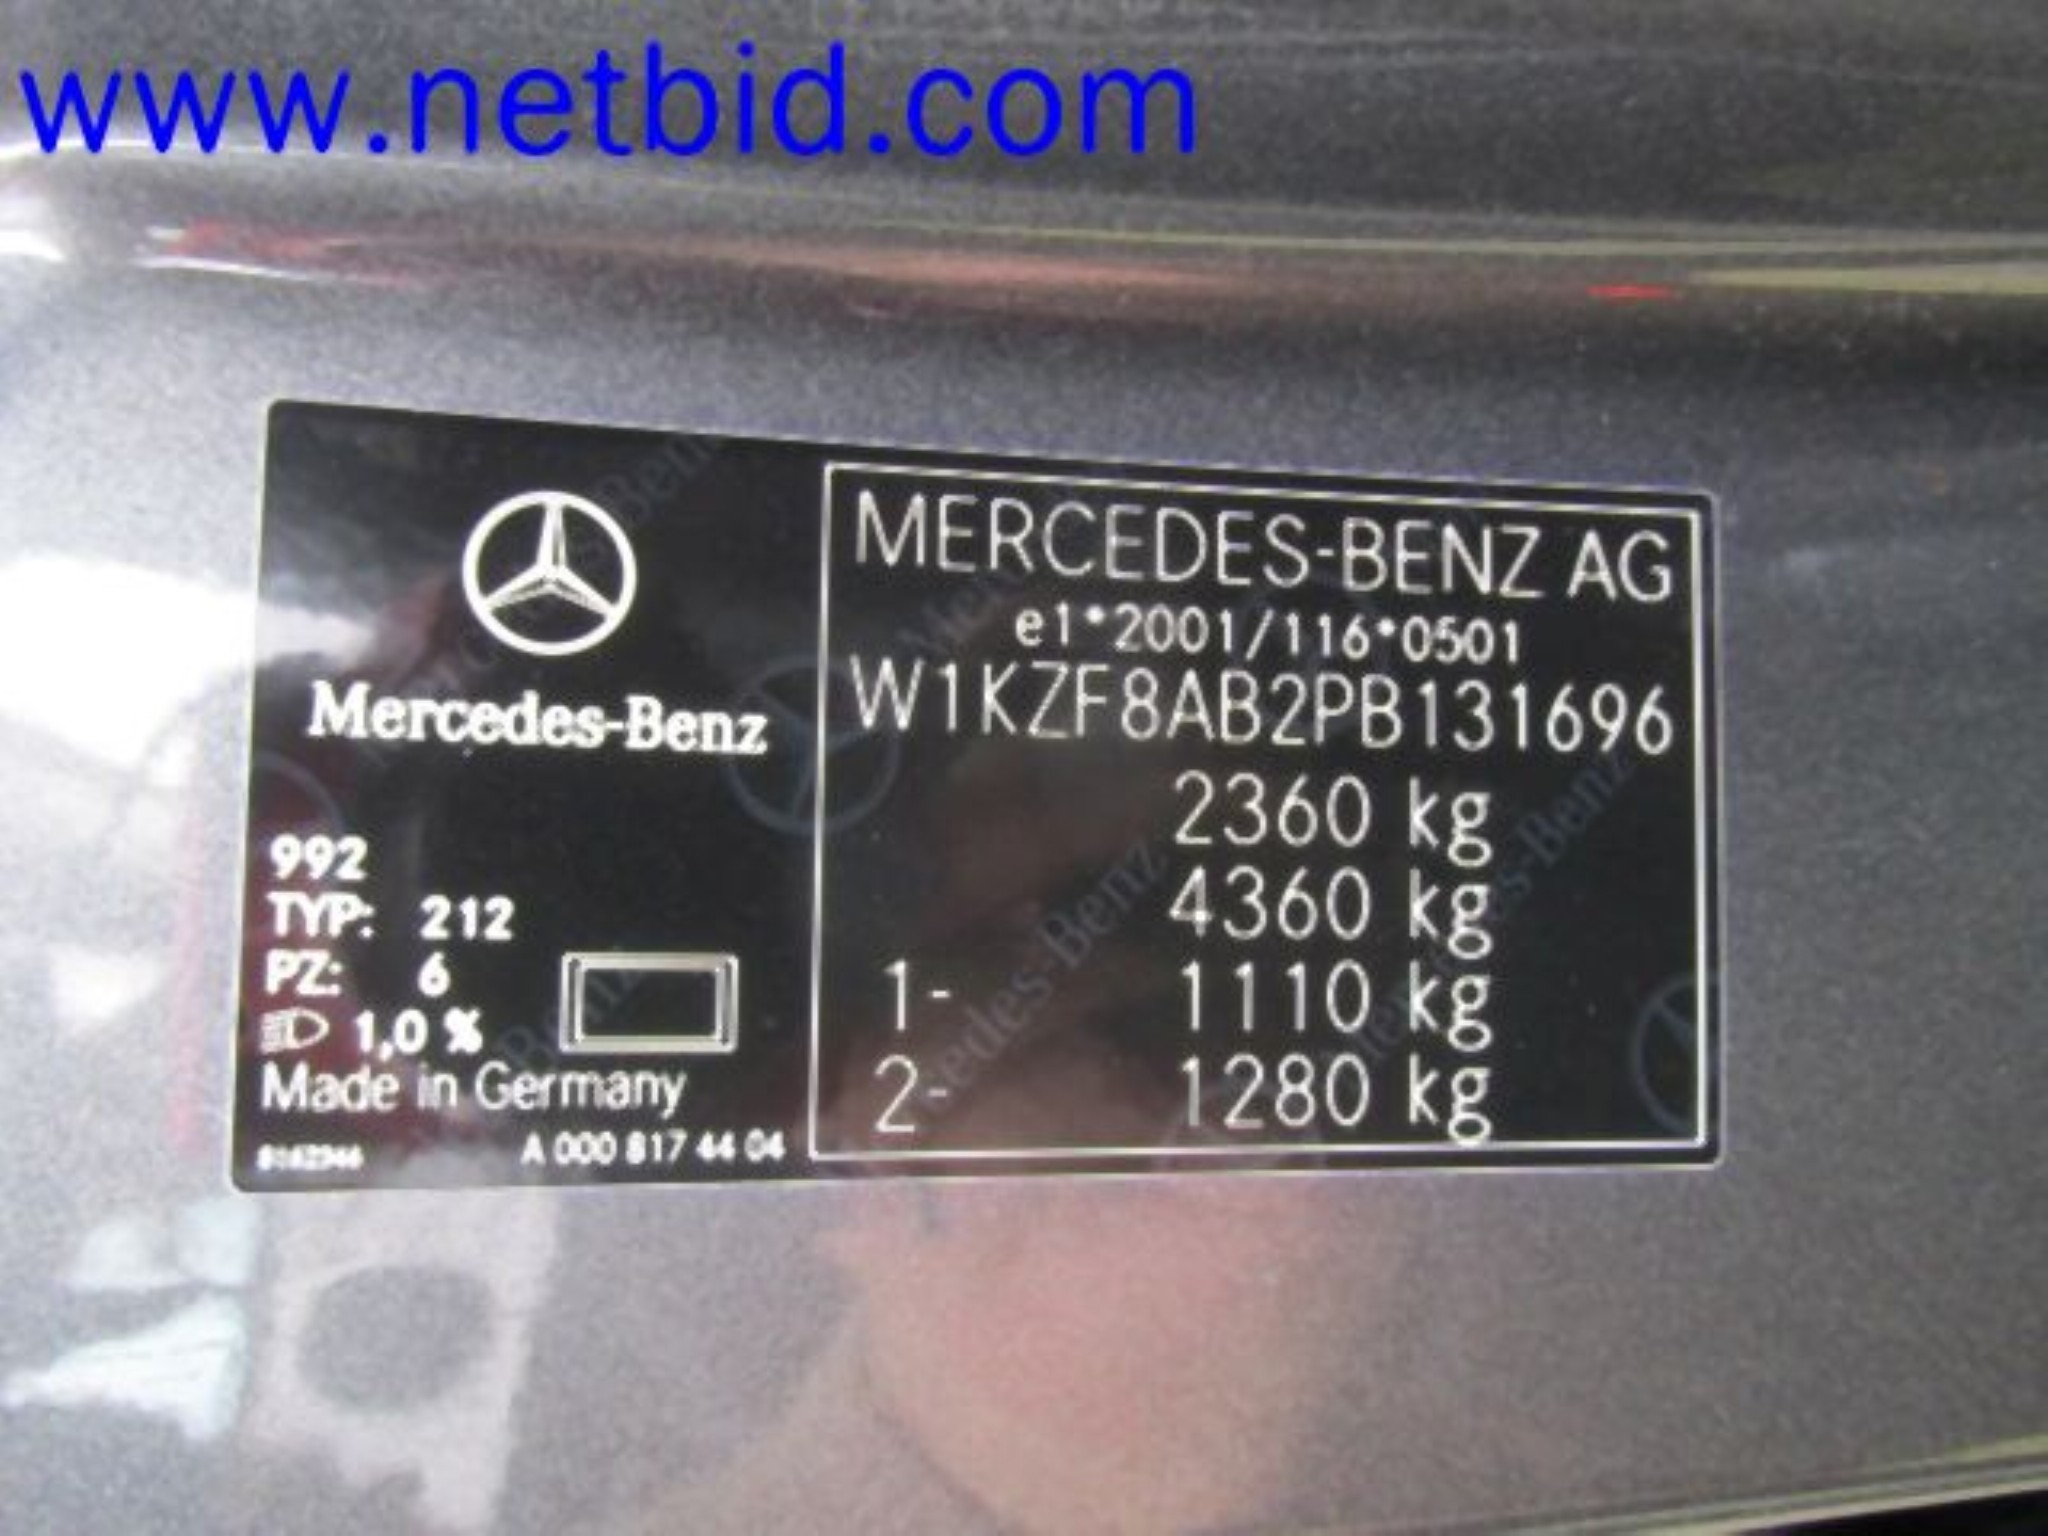 www.netbid.com
Mercedes-Benz
992
TYP: 212
PZ: 6
1,0 %
Made in Germany
A 000 817 44 04
MERCEDES-BENZ AG
e1*2001/116*0501
W1KZF8AB2PB131696
2360 kg
4360 kg
1- 1110 kg
2- 1280 kg